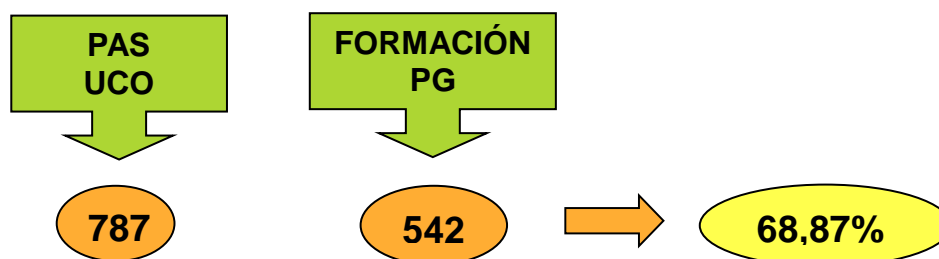 PAS
UCO
FORMACIÓN
PG
787
542
68,87%